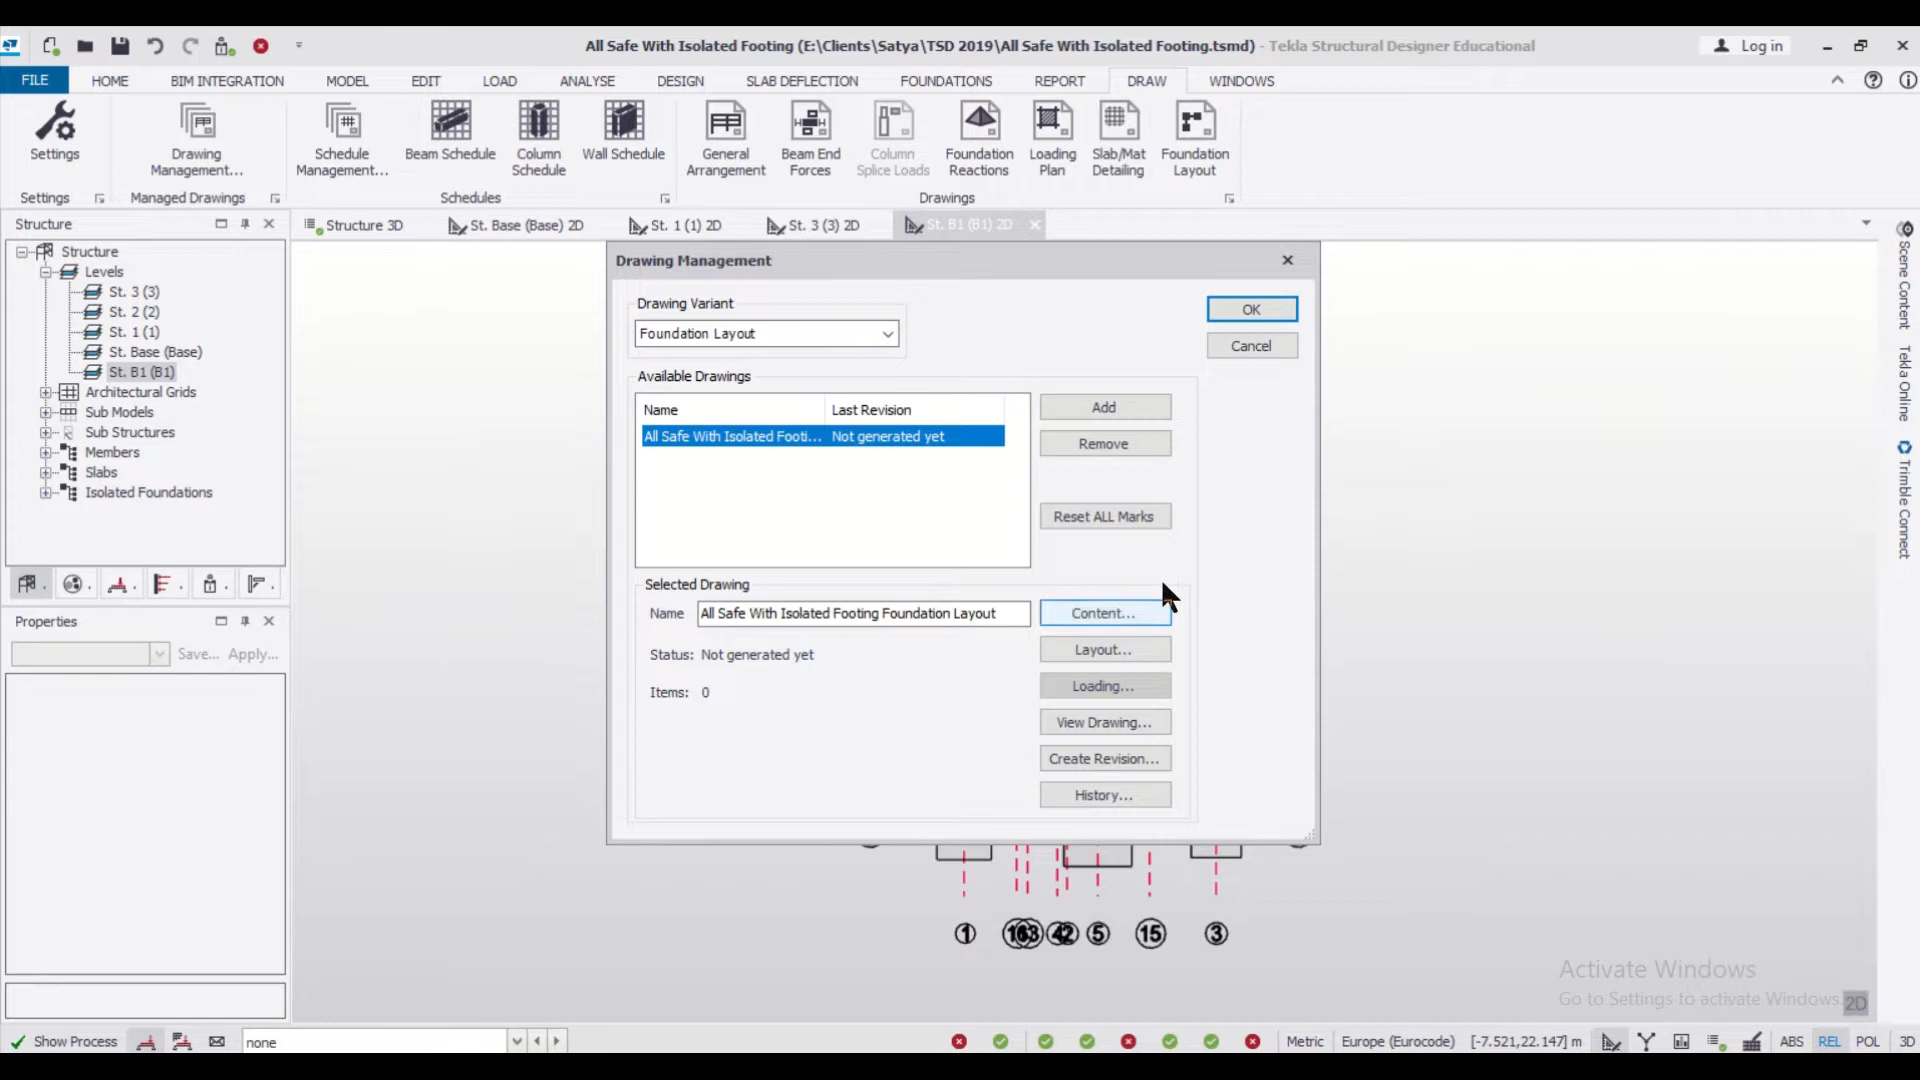 All Safe With Isolated Footing (E:\Clients\Satya\TSD 2019\All Safe With Isolated Footing.tsmd) - Tekla Structural Designer Educational
Log in
FILE HOME BIM INTEGRATION MODEL EDIT LOAD ANALYSE DESIGN SLAB DEFLECTION FOUNDATIONS REPORT DRAW WINDOWS
Settings
Drawing Management...
Schedule Management...
Beam Schedule
Column Schedule
Wall Schedule
General Arrangement
Beam End Forces
Column Splice Loads
Foundation Reactions
Loading Plan
Slab/Mat Detailing
Foundation Layout
Settings Managed Drawings Schedules Drawings
Structure
Structure 3D St. Base (Base) 2D St. 1 (1) 2D St. 3 (3) 2D St. B1 (B1) 2D
Structure
Levels
St. 3 (3)
St. 2 (2)
St. 1 (1)
St. Base (Base)
St. B1 (B1)
Architectural Grids
Sub Models
Sub Structures
Members
Slabs
Isolated Foundations
Properties
Save... Apply...
Drawing Management
Drawing Variant
Foundation Layout
OK
Cancel
Available Drawings
Name Last Revision
All Safe With Isolated Footi... Not generated yet
Add
Remove
Reset ALL Marks
Selected Drawing
Name All Safe With Isolated Footing Foundation Layout
Content...
Status: Not generated yet
Layout...
Items: 0
Loading...
View Drawing...
Create Revision...
History...
Scene Content
Tekla Online
Trimble Connect
1 5 15 3
Activate Windows
Go to Settings to activate Windows.
2D
Show Process none Metric Europe (Eurocode) [-7.521,22.147] m ABS REL POL 3D